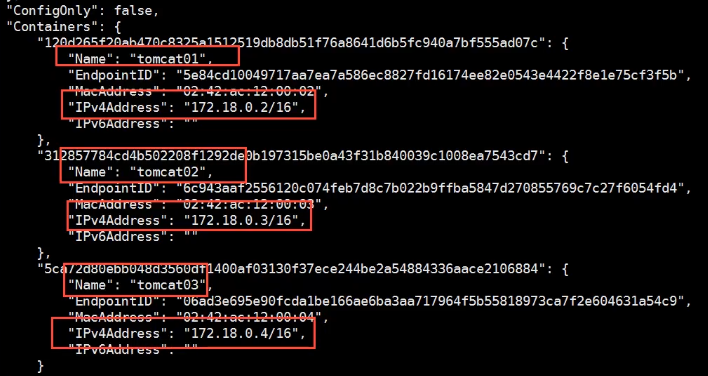 "ConfigOnly": false,
"Containers": {
"120d265f20ab470c8325a1512519db8db51f76a8641d6b5fc940a7bf555ad07c": {
"Name": "tomcat01",
"EndpointID": "5e84cd10049717aa7ea7a586ec8827fd16174ee82e0543e4422f8e1e75cf3f5b",
"MacAddress": "02:42:ac:12:00:02",
"IPv4Address": "172.18.0.2/16",
"IPv6Address": ""
},
"312857784cd4b502208f1292de0b197315be0a43f31b840039c1008ea7543cd7": {
"Name": "tomcat02",
"EndpointID": "6c943aaf2556120c074feb7d8c7b022b9ffba5847d270855769c7c27f6054fd4",
"MacAddress": "02:42:ac:12:00:03",
"IPv4Address": "172.18.0.3/16",
"IPv6Address": ""
},
"5ca72d80ebb048d3560df1400af03130f37ece244be2a54884336aace2106884": {
"Name": "tomcat03",
"EndpointID": "06ad3e695e90fcda1be166ae6ba3aa717964f5b55818973ca7f2e604631a54c9",
"MacAddress": "02:42:ac:12:00:04",
"IPv4Address": "172.18.0.4/16",
"IPv6Address": ""
}